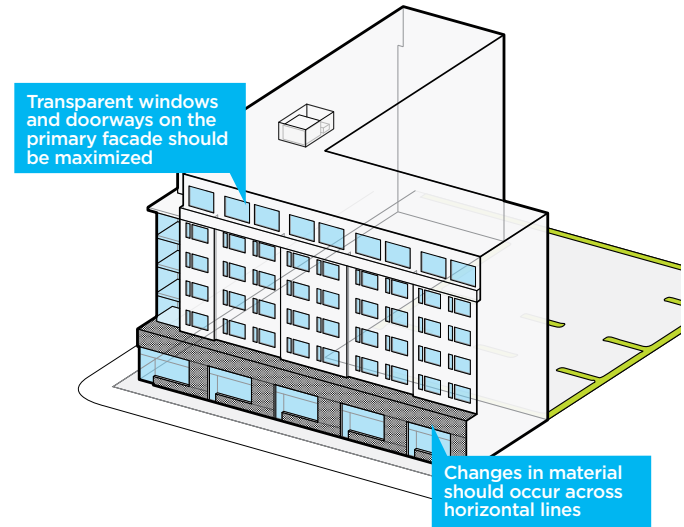 Transparent windows
and doorways on the
primary facade should
be maximized
Changes in material
should occur across
horizontal lines